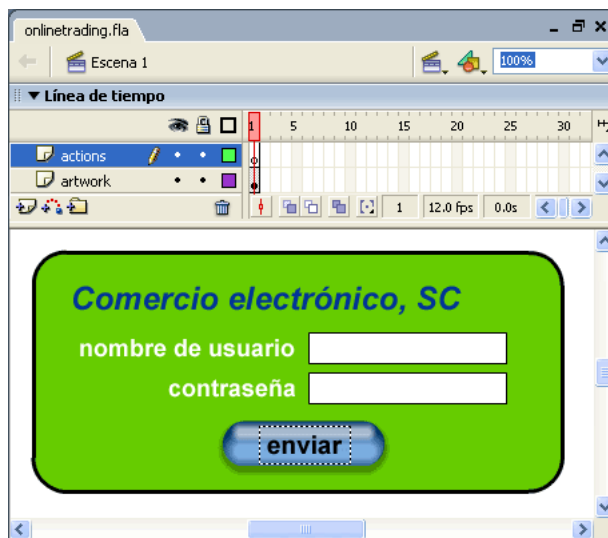 onlinetrading.fla
Escena 1
100%
Línea de tiempo
1 5 10 15 20 25 30
actions
artwork
1 12.0 fps 0.0s
Comercio electrónico, SC
nombre de usuario
contraseña
enviar